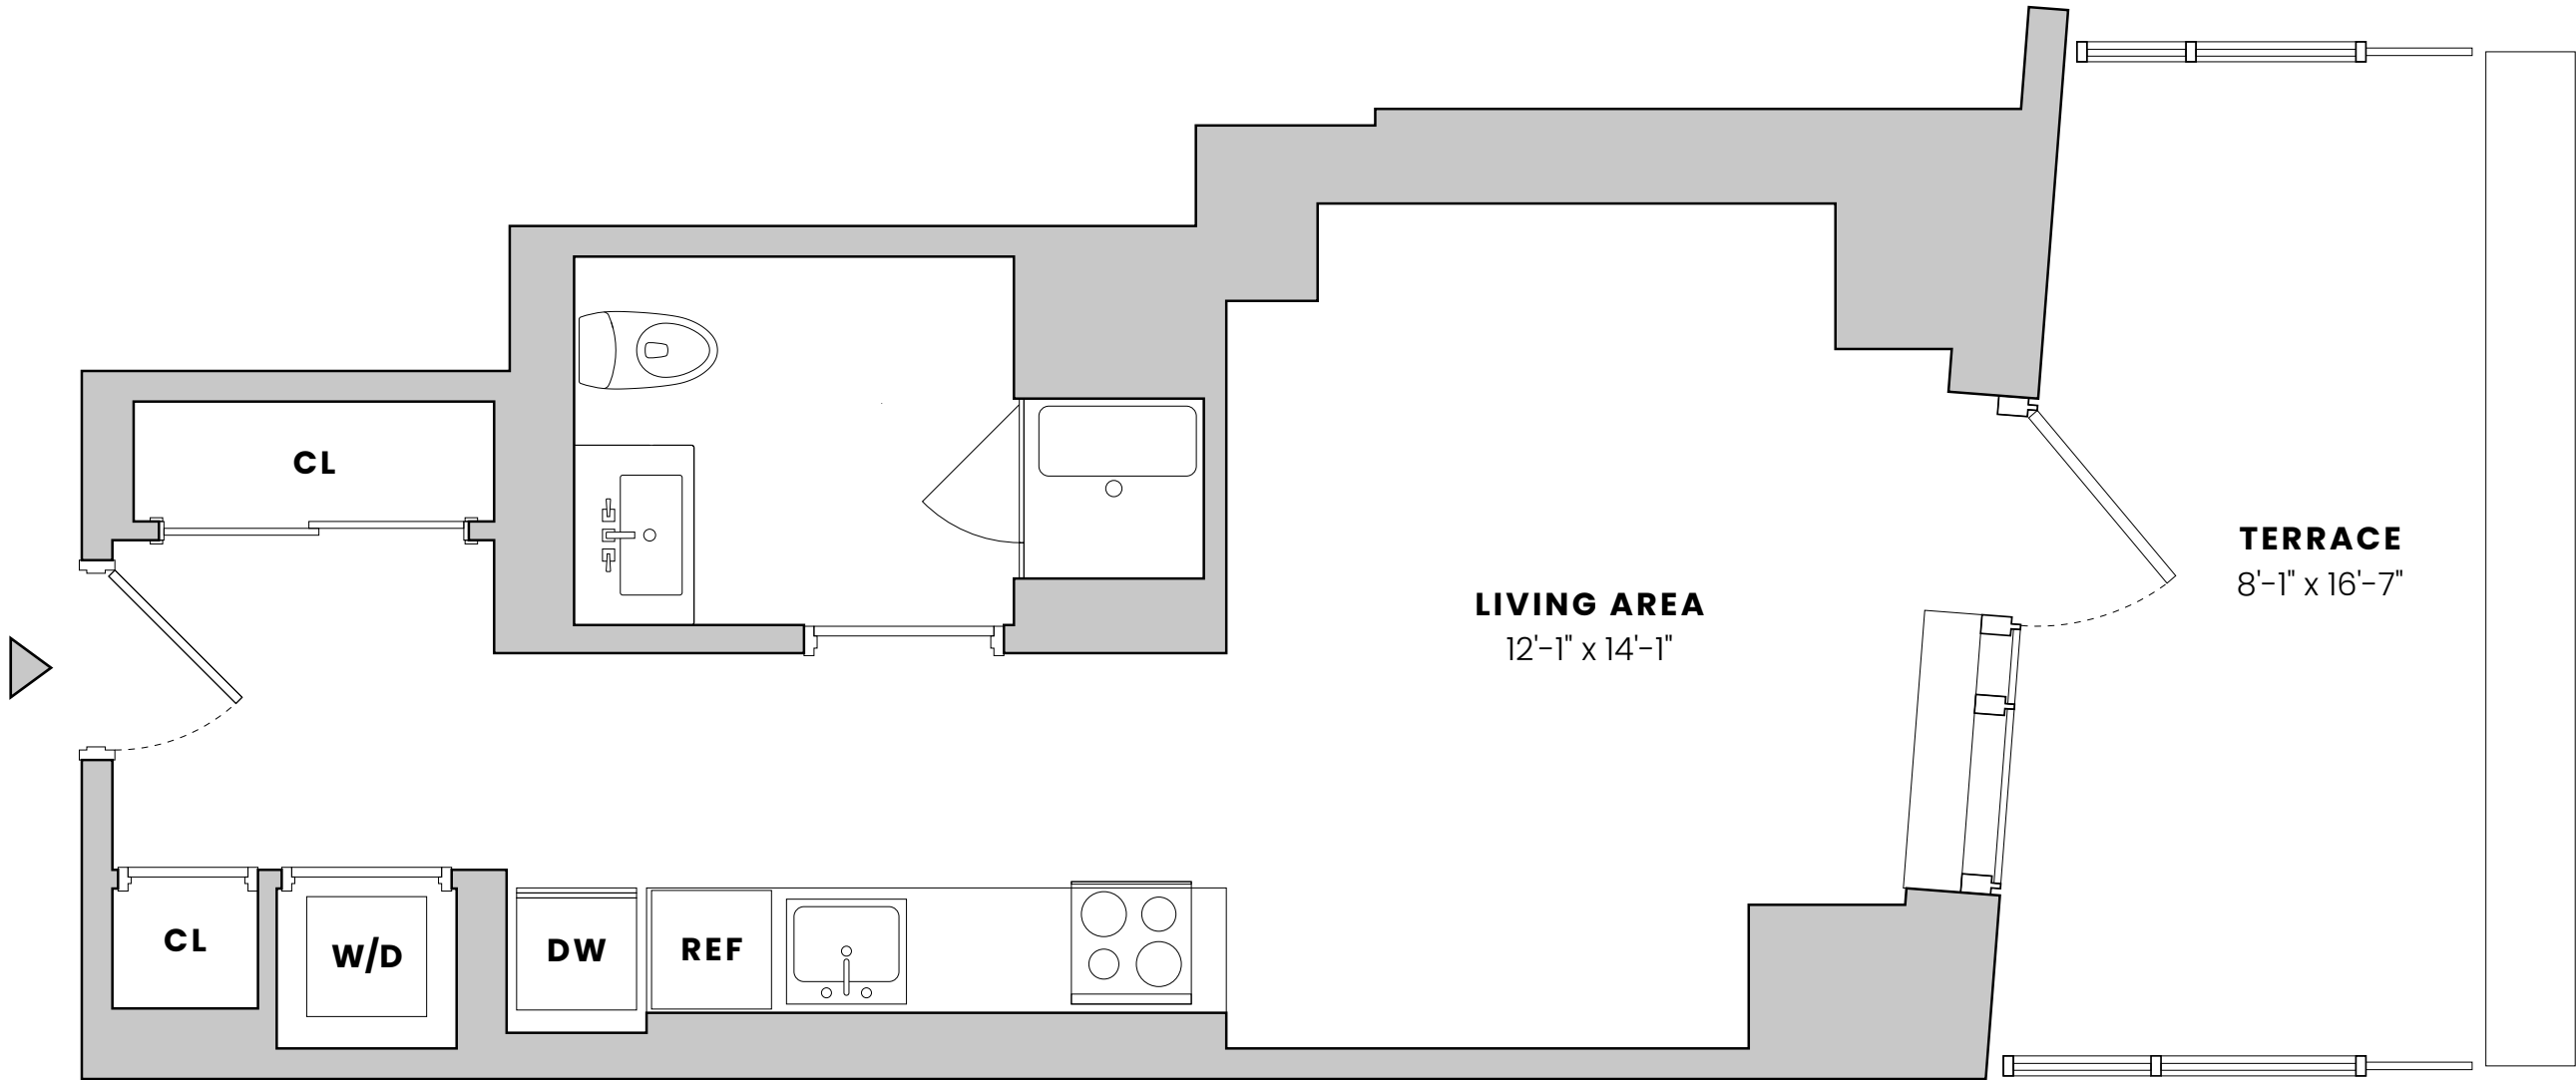 CL
TERRACE
8'-1" x 16'-7"
LIVING AREA
12'-1" x 14'-1"
CL
W/D
DW
REF